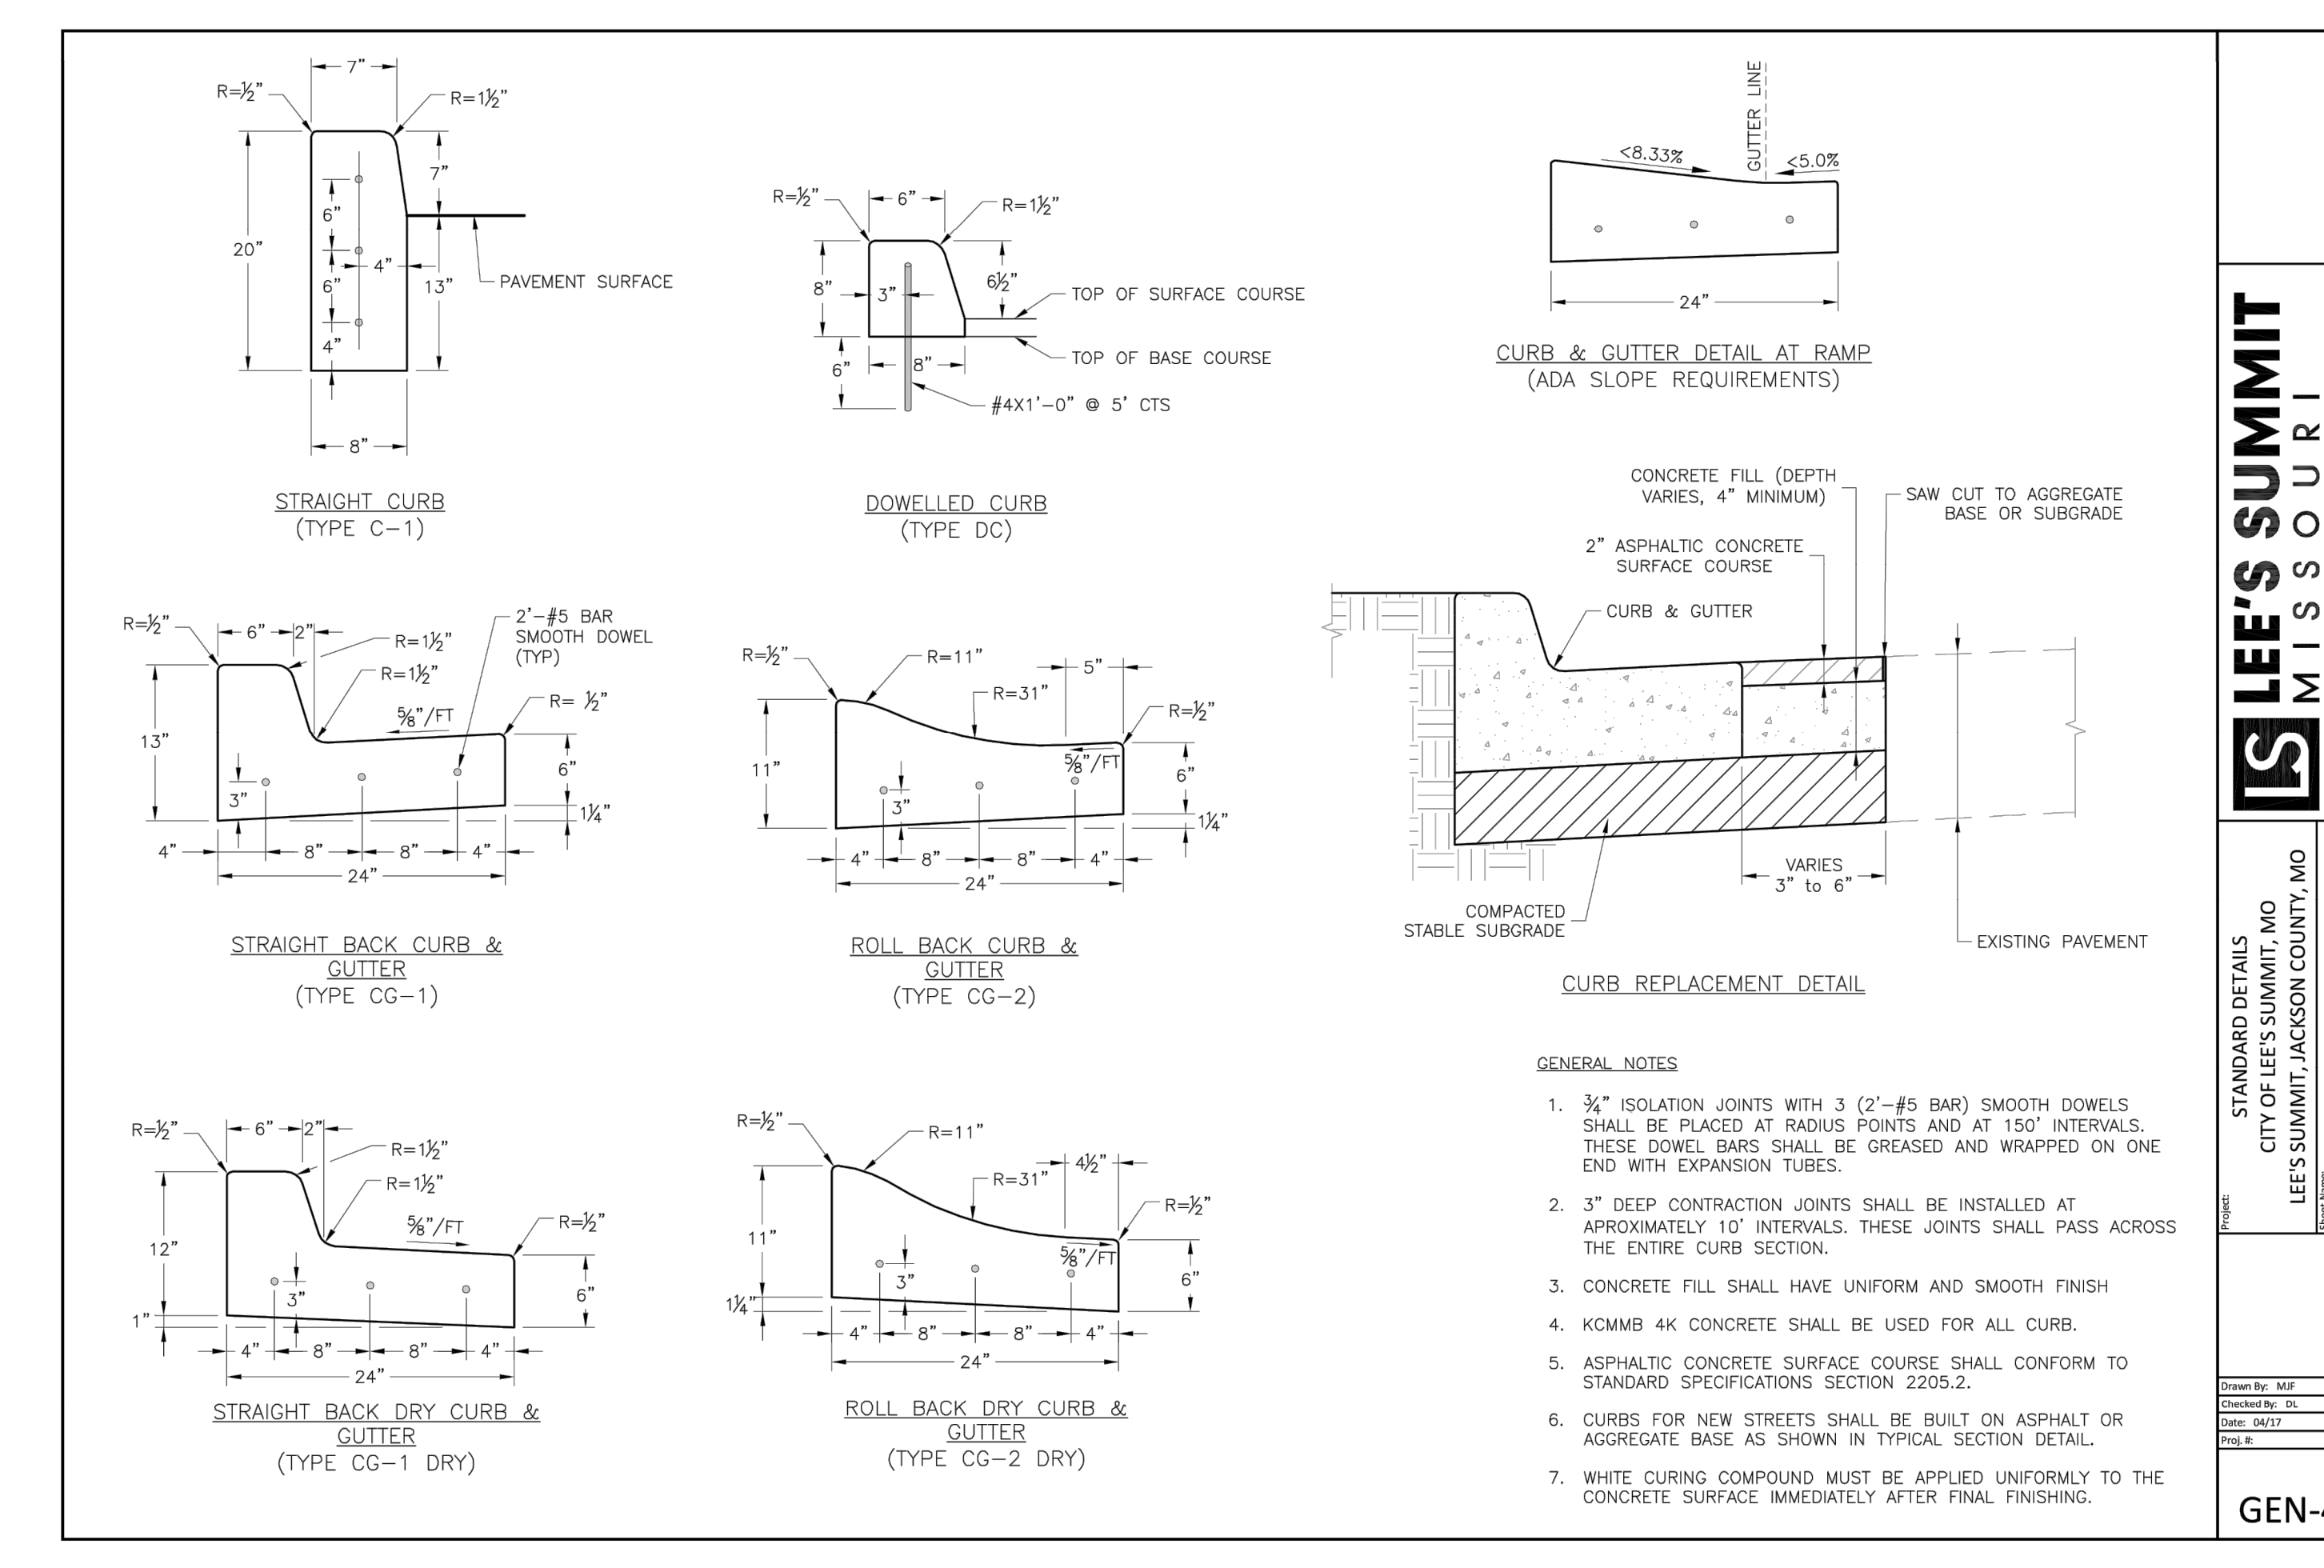 7"
R=½"
R=1½"
7"
6"
20"
4"
6"
13"
PAVEMENT SURFACE
4"
8"
STRAIGHT CURB
(TYPE C-1)
R=½"
6"
R=1½"
8"
3"
6½"
TOP OF SURFACE COURSE
TOP OF BASE COURSE
6"
8"
#4X1'-0" @ 5' CTS
DOWELLED CURB
(TYPE DC)
GUTTER LINE
<8.33%
<5.0%
24"
CURB & GUTTER DETAIL AT RAMP
(ADA SLOPE REQUIREMENTS)
R=½"
6"
2"
R=1½"
R=1½"
2'-#5 BAR
SMOOTH DOWEL
(TYP)
R= ½"
⅝"/FT
13"
3"
6"
1¼"
4"
8"
8"
4"
24"
STRAIGHT BACK CURB &
GUTTER
(TYPE CG-1)
R=½"
R=11"
5"
R=31"
R=½"
⅝"/FT
11"
3"
6"
1¼"
4"
8"
8"
4"
24"
ROLL BACK CURB &
GUTTER
(TYPE CG-2)
CONCRETE FILL (DEPTH
VARIES, 4" MINIMUM)
SAW CUT TO AGGREGATE
BASE OR SUBGRADE
2" ASPHALTIC CONCRETE
SURFACE COURSE
CURB & GUTTER
VARIES
3" to 6"
COMPACTED
STABLE SUBGRADE
EXISTING PAVEMENT
CURB REPLACEMENT DETAIL
R=½"
6"
2"
R=1½"
R=1½"
⅝"/FT
R=½"
12"
3"
6"
1"
4"
8"
8"
4"
24"
STRAIGHT BACK DRY CURB &
GUTTER
(TYPE CG-1 DRY)
R=½"
R=11"
4½"
R=31"
R=½"
⅝"/FT
11"
3"
6"
1¼"
4"
8"
8"
4"
24"
ROLL BACK DRY CURB &
GUTTER
(TYPE CG-2 DRY)
GENERAL NOTES
1. ¾" ISOLATION JOINTS WITH 3 (2'-#5 BAR) SMOOTH DOWELS
SHALL BE PLACED AT RADIUS POINTS AND AT 150' INTERVALS.
THESE DOWEL BARS SHALL BE GREASED AND WRAPPED ON ONE
END WITH EXPANSION TUBES.
2. 3" DEEP CONTRACTION JOINTS SHALL BE INSTALLED AT
APROXIMATELY 10' INTERVALS. THESE JOINTS SHALL PASS ACROSS
THE ENTIRE CURB SECTION.
3. CONCRETE FILL SHALL HAVE UNIFORM AND SMOOTH FINISH
4. KCMMB 4K CONCRETE SHALL BE USED FOR ALL CURB.
5. ASPHALTIC CONCRETE SURFACE COURSE SHALL CONFORM TO
STANDARD SPECIFICATIONS SECTION 2205.2.
6. CURBS FOR NEW STREETS SHALL BE BUILT ON ASPHALT OR
AGGREGATE BASE AS SHOWN IN TYPICAL SECTION DETAIL.
7. WHITE CURING COMPOUND MUST BE APPLIED UNIFORMLY TO THE
CONCRETE SURFACE IMMEDIATELY AFTER FINAL FINISHING.
LS LEE'S SUMMIT
MISSOURI
Project:
STANDARD DETAILS
CITY OF LEE'S SUMMIT, MO
LEE'S SUMMIT, JACKSON COUNTY, MO
Drawn By: MJF
Checked By: DL
Date: 04/17
Proj. #:
GEN-